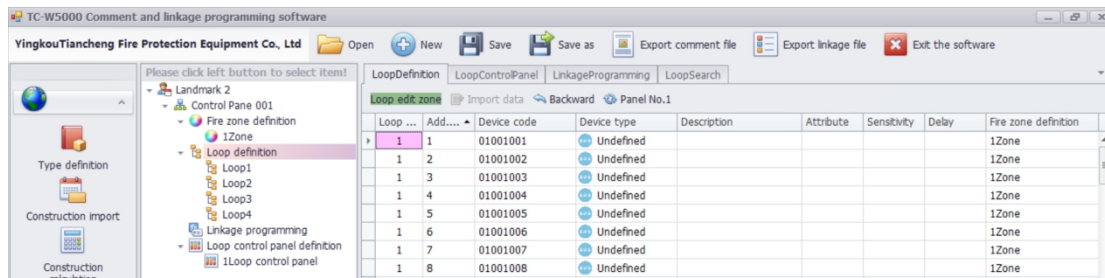 TC-W5000 Comment and linkage programming software
YingkouTiancheng Fire Protection Equipment Co., Ltd Open New Save Save as Export comment file Export linkage file Exit the software
Please click left button to select item!
Landmark 2
Control Pane 001
Fire zone definition
1Zone
Loop definition
Loop1
Loop2
Loop3
Loop4
Linkage programming
Loop control panel definition
1Loop control panel
Type definition
Construction import
Construction
LoopDefinition LoopControlPanel LinkageProgramming LoopSearch
Loop edit zone Import data Backward Panel No.1
Loop ... Add.... Device code Device type Description Attribute Sensitivity Delay Fire zone definition
1 1 01001001 Undefined 1Zone
1 2 01001002 Undefined 1Zone
1 3 01001003 Undefined 1Zone
1 4 01001004 Undefined 1Zone
1 5 01001005 Undefined 1Zone
1 6 01001006 Undefined 1Zone
1 7 01001007 Undefined 1Zone
1 8 01001008 Undefined 1Zone